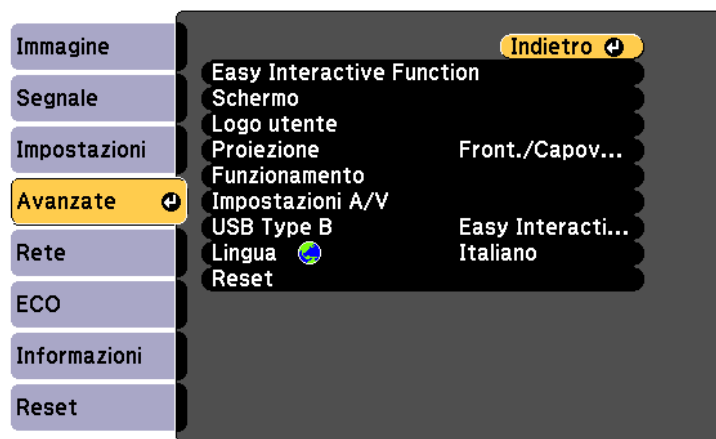 Immagine
Segnale
Impostazioni
Avanzate
Rete
ECO
Informazioni
Reset
Indietro
Easy Interactive Function
Schermo
Logo utente
Proiezione Front./Capov...
Funzionamento
Impostazioni A/V
USB Type B Easy Interacti...
Lingua Italiano
Reset